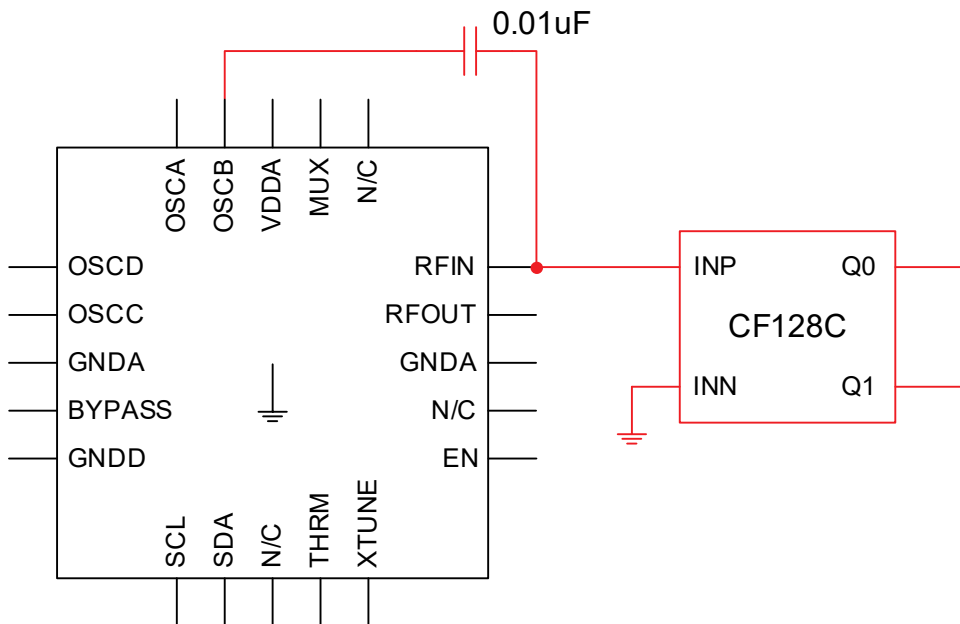 0.01uF
OSCA
OSCB
VDDA
MUX
N/C
OSCD
OSCC
GNDA
BYPASS
GNDD
RFIN
RFOUT
GNDA
N/C
EN
SCL
SDA
N/C
THRM
XTUNE
INP
Q0
CF128C
INN
Q1